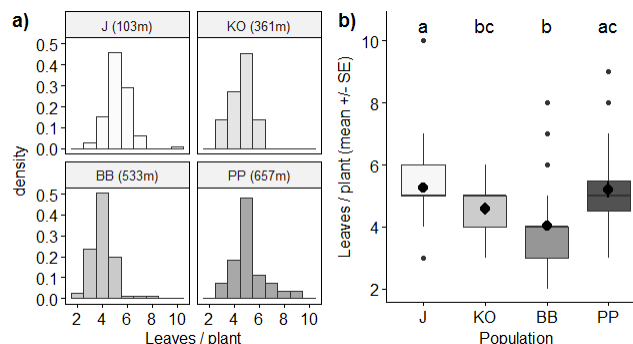 a)
J (103m)
KO (361m)
0.5
0.4
0.3
0.2
0.1
0.0
BB (533m)
PP (657m)
0.5
0.4
0.3
0.2
0.1
0.0
density
2 4 6 8 10 2 4 6 8 10
Leaves / plant
b)
a bc b ac
10
8
6
4
2
Leaves / plant (mean +/- SE)
J KO BB PP
Population